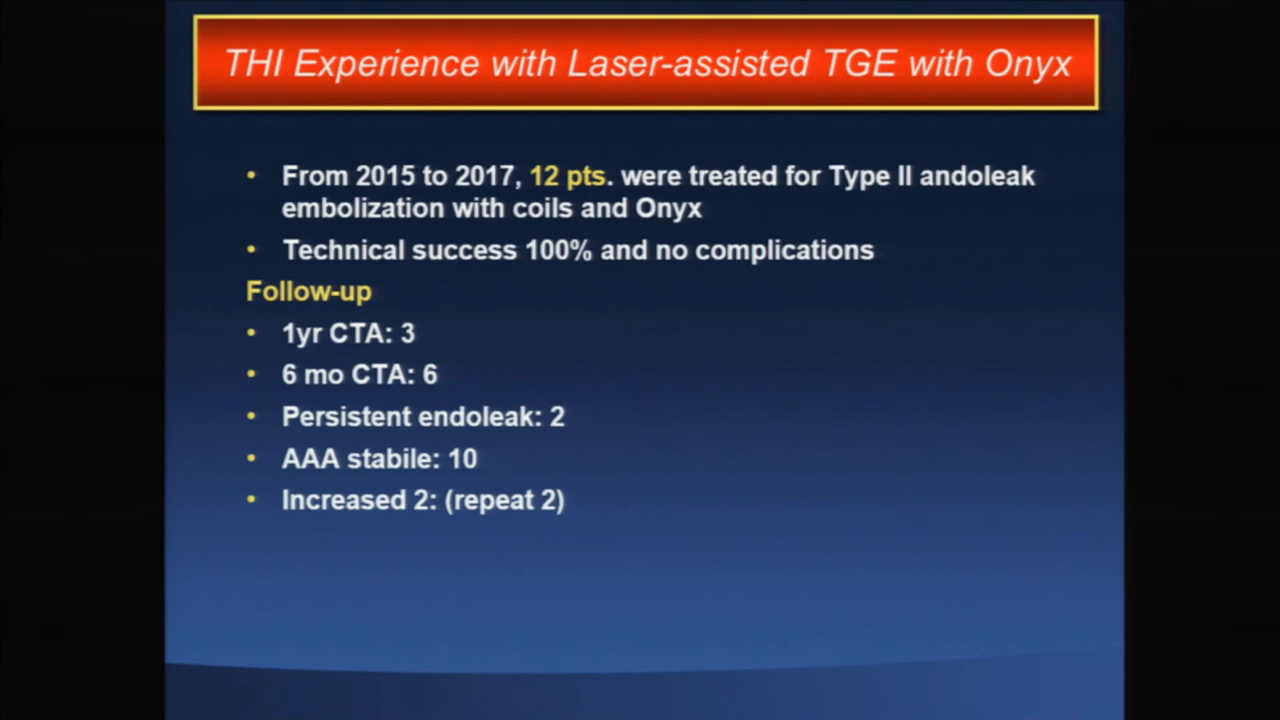 THI Experience with Laser-assisted TGE with Onyx
• From 2015 to 2017, 12 pts. were treated for Type II andoleak
embolization with coils and Onyx
• Technical success 100% and no complications
Follow-up
• 1yr CTA: 3
• 6 mo CTA: 6
• Persistent endoleak: 2
• AAA stabile: 10
• Increased 2: (repeat 2)